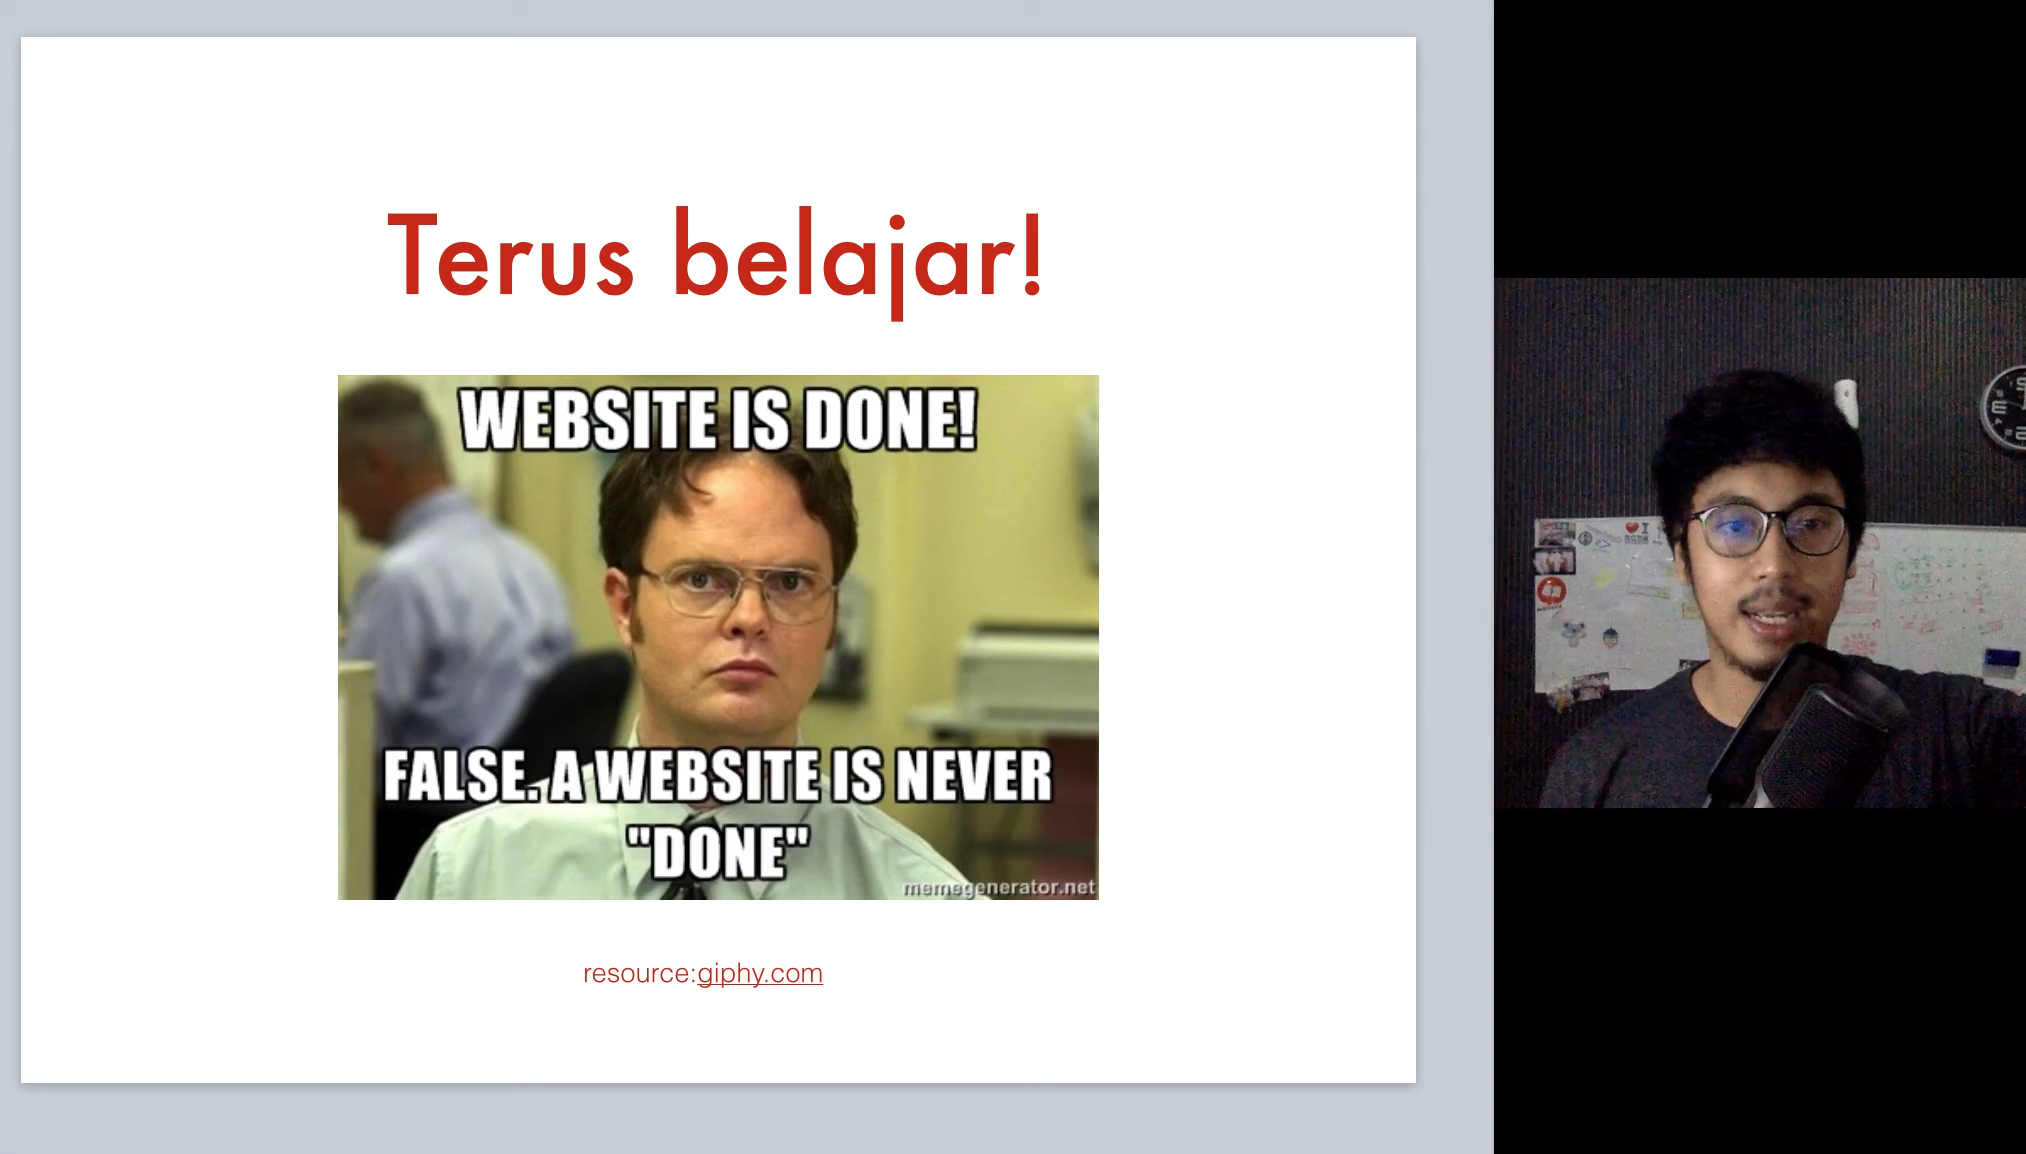 Terus belajar!
WEBSITE IS DONE!
FALSE. A WEBSITE IS NEVER
"DONE"
memegenerator.net
resource:giphy.com